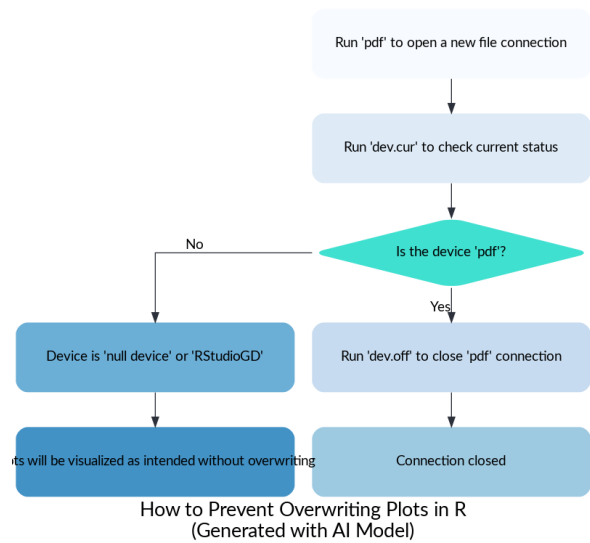 Run 'pdf' to open a new file connection
Run 'dev.cur' to check current status
Is the device 'pdf'?
No
Yes
Device is 'null device' or 'RStudioGD'
Run 'dev.off' to close 'pdf' connection
will be visualized as intended without overwriting
Connection closed
How to Prevent Overwriting Plots in R
(Generated with AI Model)